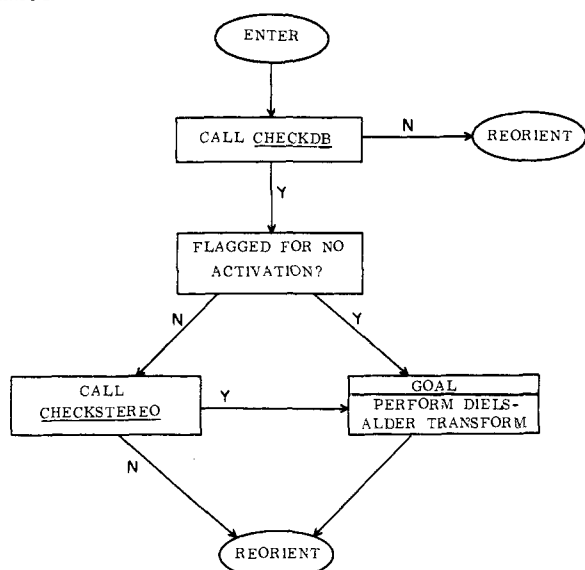 ENTER
CALL CHECKDB
N
REORIENT
Y
FLAGGED FOR NO
ACTIVATION?
N
Y
CALL
CHECKSTEREO
Y
GOAL
PERFORM DIELS-
ALDER TRANSFORM
N
REORIENT